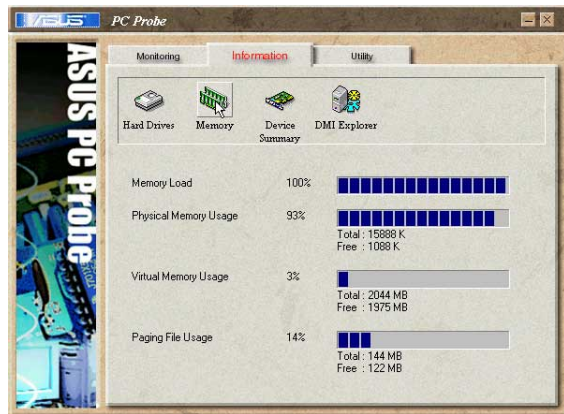 ASUS PC Probe
ASUS PC Probe
Monitoring Information Utility
Hard Drives Memory Device Summary DMI Explorer
Memory Load 100%
Physical Memory Usage 93%
Total : 15888 K
Free : 1088 K
Virtual Memory Usage 3%
Total : 2044 MB
Free : 1975 MB
Paging File Usage 14%
Total : 144 MB
Free : 122 MB